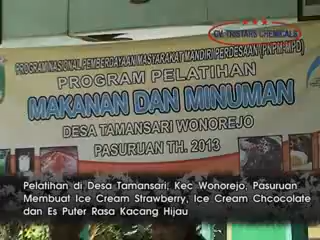 CV. TRISTARS CHEMICALS
PROGRAM NASIONAL PEMBERDAYAAN MASYARAKAT MANDIRI PERDESAAN (PNPM-MPD)
PROGRAM PELATIHAN
MAKANAN DAN MINUMAN
DESA TAMANSARI WONOREJO
PASURUAN TH. 2013
Pelatihan di Desa Tamansari, Kec Wonorejo, Pasuruan
Membuat Ice Cream Strawberry, Ice Cream Chcocolate
dan Es Puter Rasa Kacang Hijau